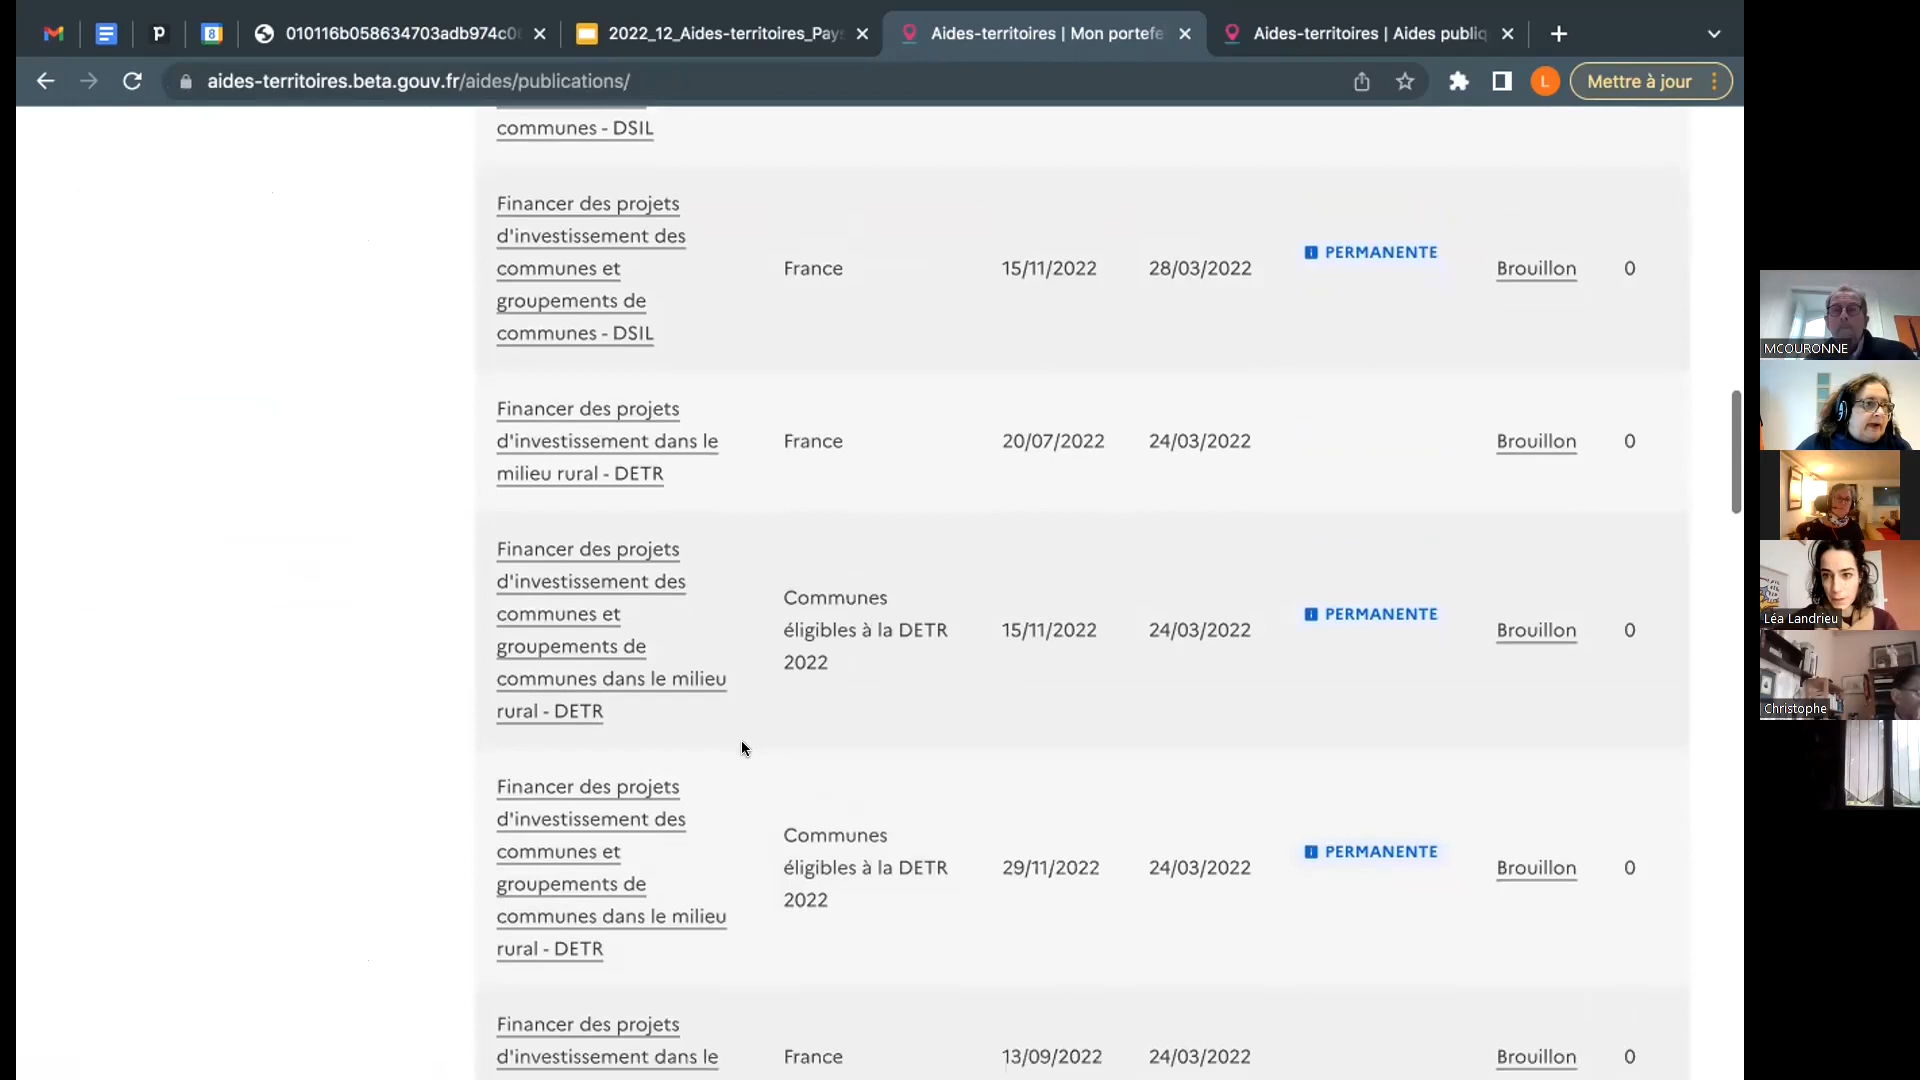 8
010116b058634703adb974c0
2022_12_Aides-territoires_Pays
Aides-territoires | Mon portefe
Aides-territoires | Aides publiq
aides-territoires.beta.gouv.fr/aides/publications/
L
Mettre à jour
communes - DSIL
Financer des projets
d'investissement des
communes et
groupements de
communes - DSIL
France
15/11/2022
28/03/2022
PERMANENTE
Brouillon
0
Financer des projets
d'investissement dans le
milieu rural - DETR
France
20/07/2022
24/03/2022
Brouillon
0
Financer des projets
d'investissement des
communes et
groupements de
communes dans le milieu
rural - DETR
Communes
éligibles à la DETR
2022
15/11/2022
24/03/2022
PERMANENTE
Brouillon
0
Financer des projets
d'investissement des
communes et
groupements de
communes dans le milieu
rural - DETR
Communes
éligibles à la DETR
2022
29/11/2022
24/03/2022
PERMANENTE
Brouillon
0
Financer des projets
d'investissement dans le
France
13/09/2022
24/03/2022
Brouillon
0
MCOURONNE
Léa Landrieu
Christophe